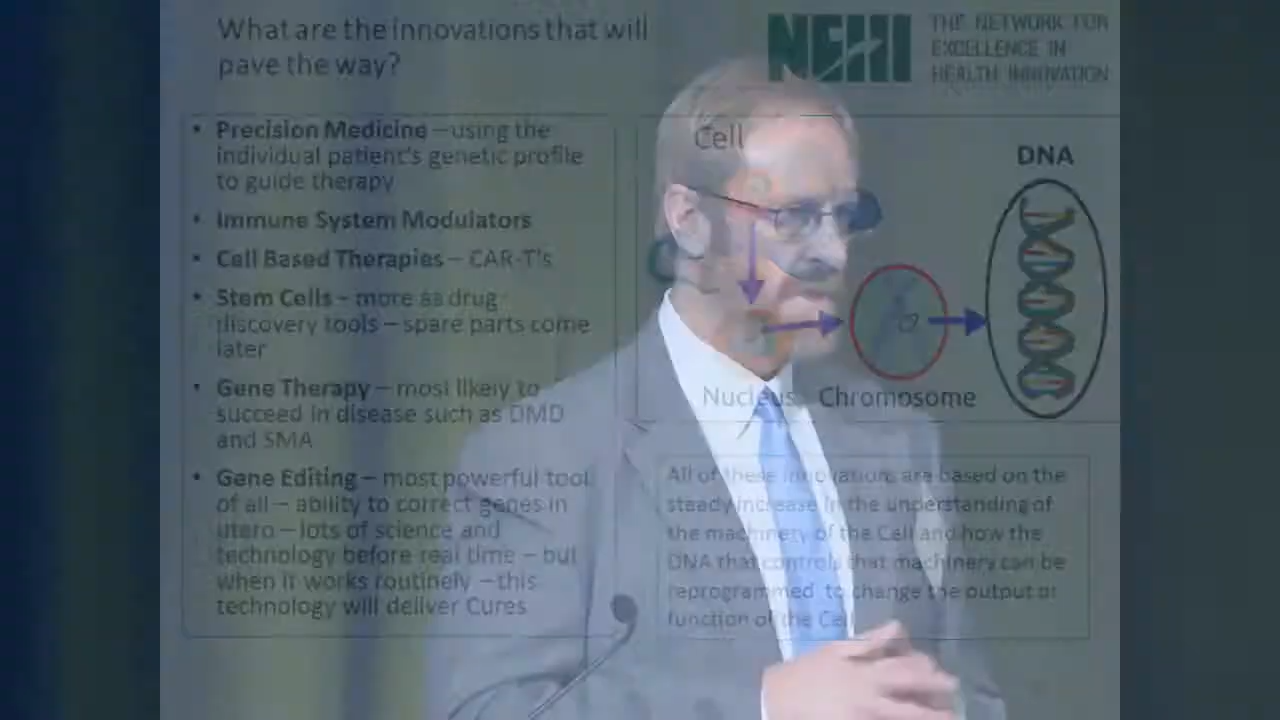 What are the innovations that will
pave the way?
NEHI
THE NETWORK FOR
EXCELLENCE IN
HEALTH INNOVATION
• Precision Medicine – using the
individual patient's genetic profile
to guide therapy
• Immune System Modulators
• Cell Based Therapies – CAR-T's
• Stem Cells – more as drug
discovery tools – spare parts come
later
• Gene Therapy – most likely to
succeed in disease such as DMD
and SMA
• Gene Editing – most powerful tool
of all – ability to correct genes in
utero – lots of science and
technology before real time – but
when it works routinely – this
technology will deliver Cures
Cell
DNA
Nucleus
Chromosome
All of these innovations are based on the
steady increase in the understanding of
the machinery of the Cell and how the
DNA that controls that machinery can be
reprogrammed to change the output or
function of the Cell